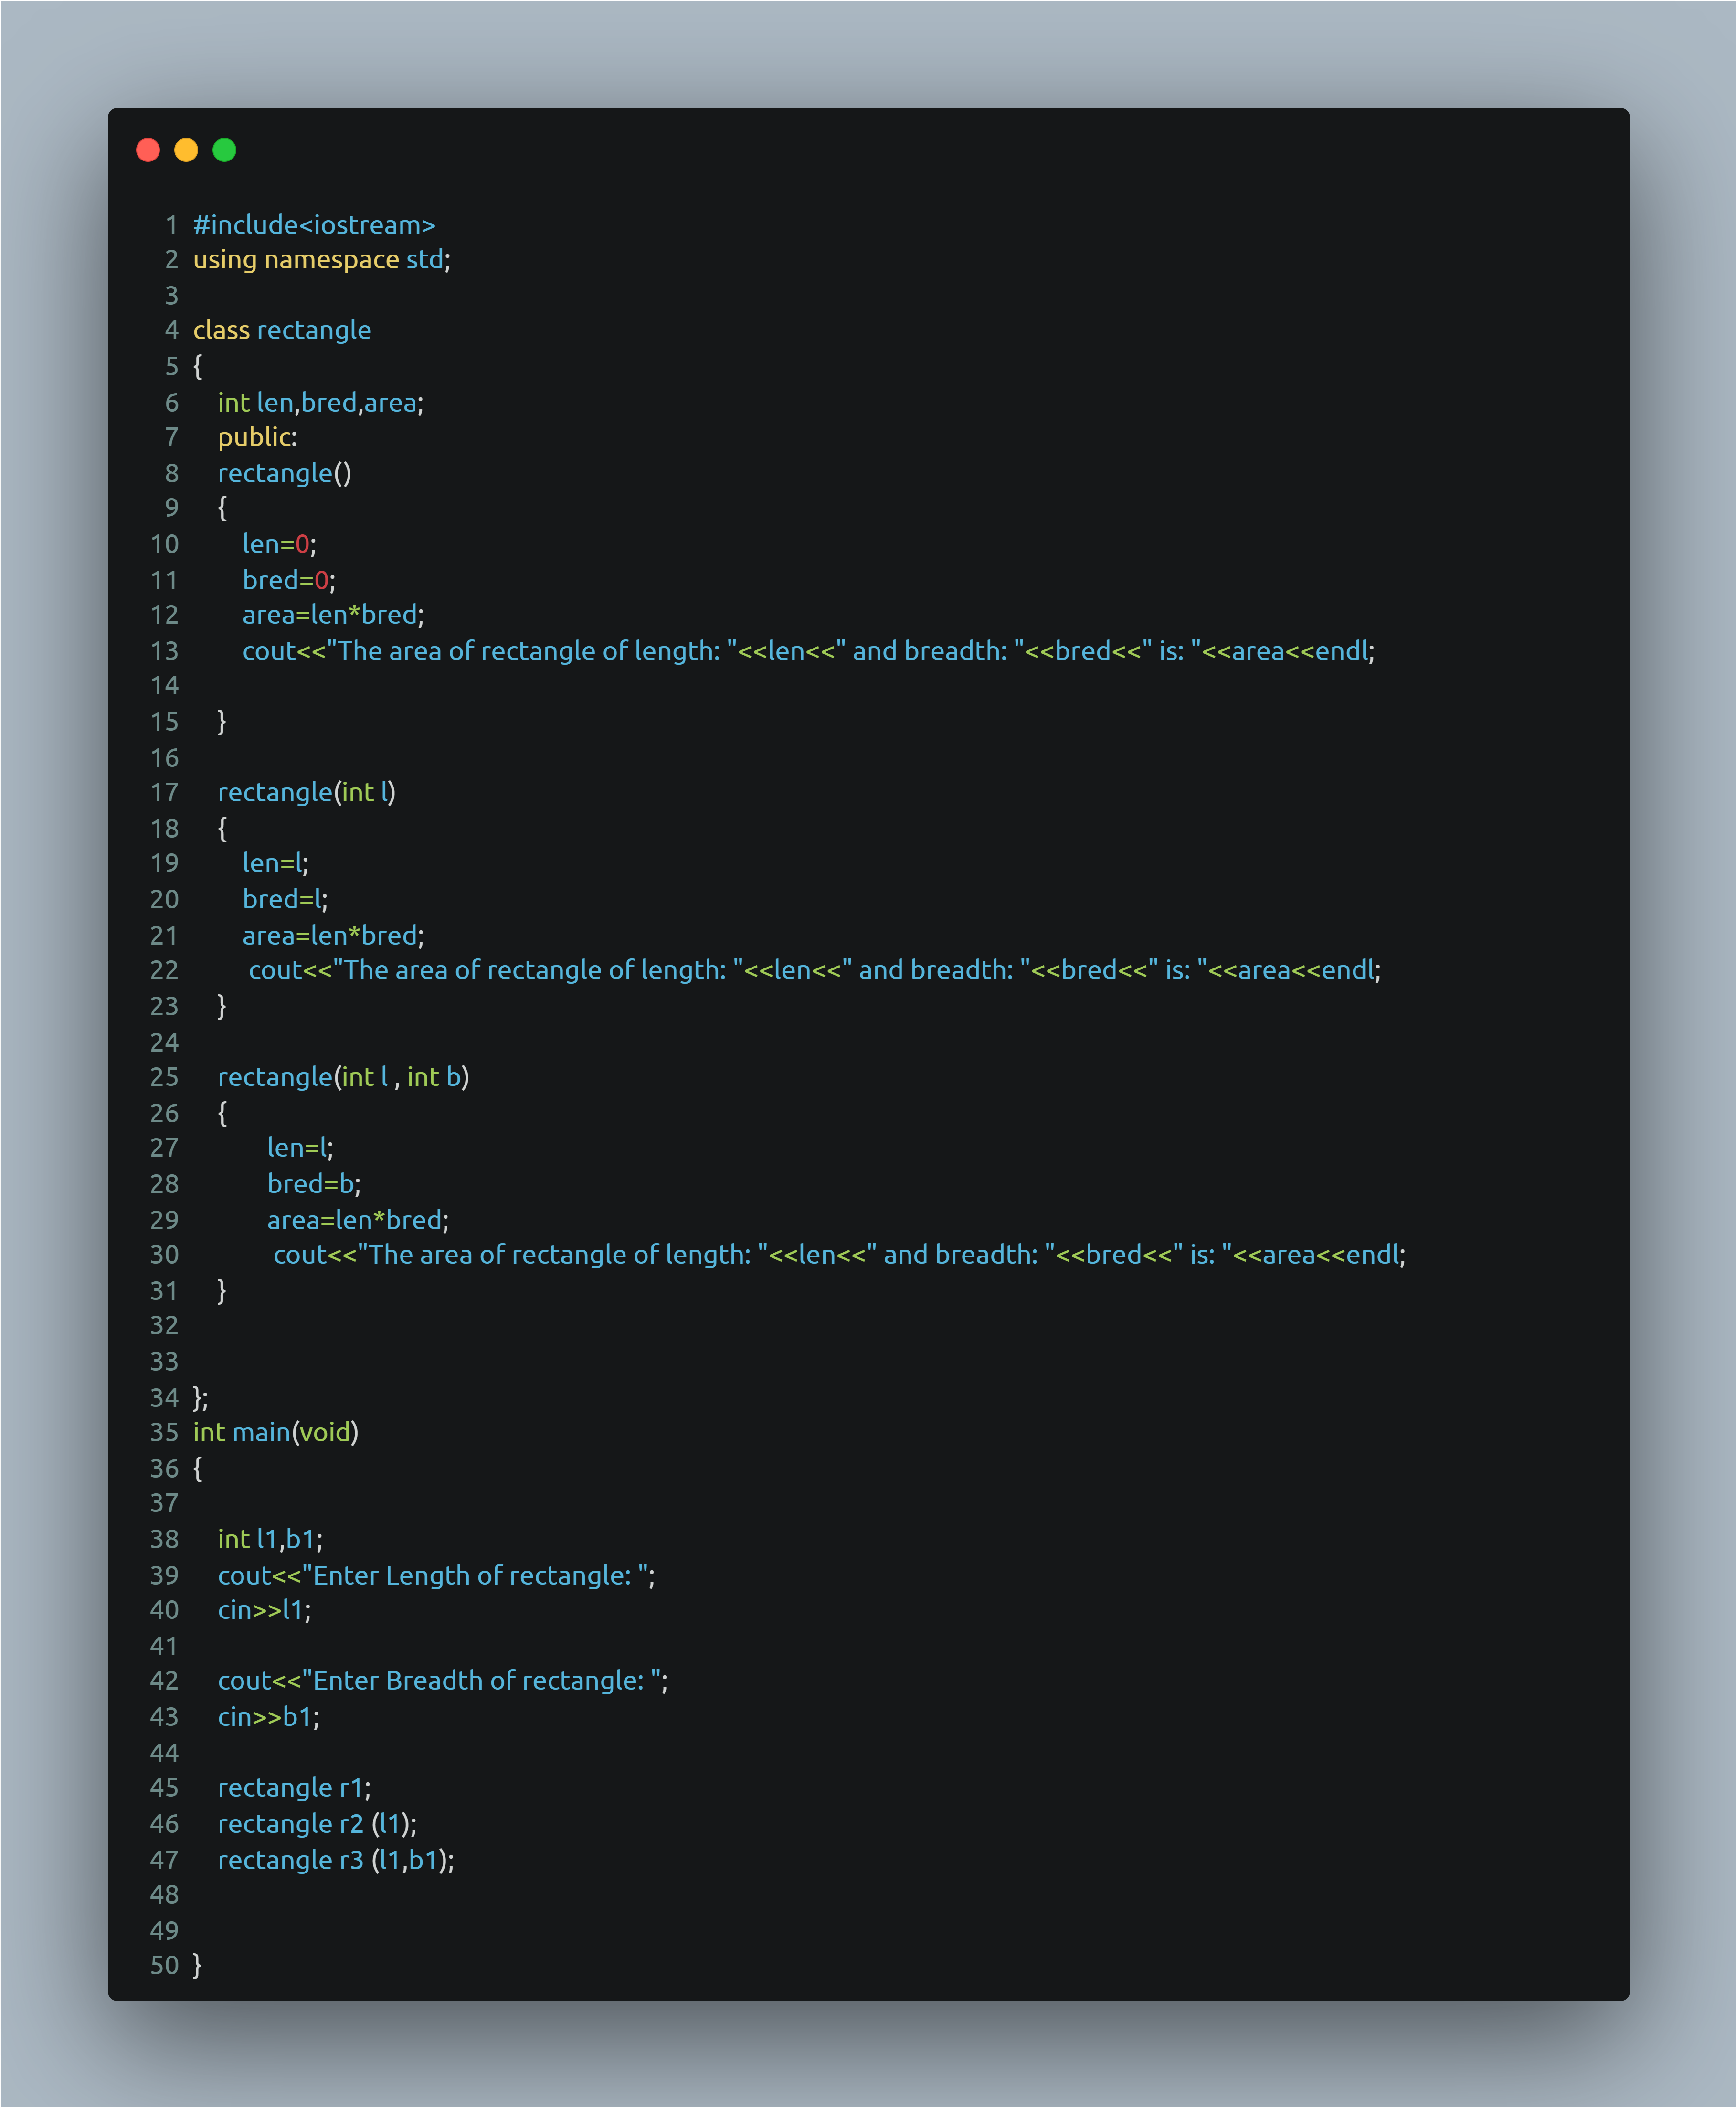 1 #include<iostream>
2 using namespace std;
3
4 class rectangle
5 {
6     int len,bred,area;
7     public:
8     rectangle()
9     {
10         len=0;
11         bred=0;
12         area=len*bred;
13         cout<<"The area of rectangle of length: "<<len<<" and breadth: "<<bred<<" is: "<<area<<endl;
14
15     }
16
17     rectangle(int l)
18     {
19         len=l;
20         bred=l;
21         area=len*bred;
22          cout<<"The area of rectangle of length: "<<len<<" and breadth: "<<bred<<" is: "<<area<<endl;
23     }
24
25     rectangle(int l , int b)
26     {
27             len=l;
28             bred=b;
29             area=len*bred;
30              cout<<"The area of rectangle of length: "<<len<<" and breadth: "<<bred<<" is: "<<area<<endl;
31     }
32
33
34 };
35 int main(void)
36 {
37
38     int l1,b1;
39     cout<<"Enter Length of rectangle: ";
40     cin>>l1;
41
42     cout<<"Enter Breadth of rectangle: ";
43     cin>>b1;
44
45     rectangle r1;
46     rectangle r2 (l1);
47     rectangle r3 (l1,b1);
48
49
50 }